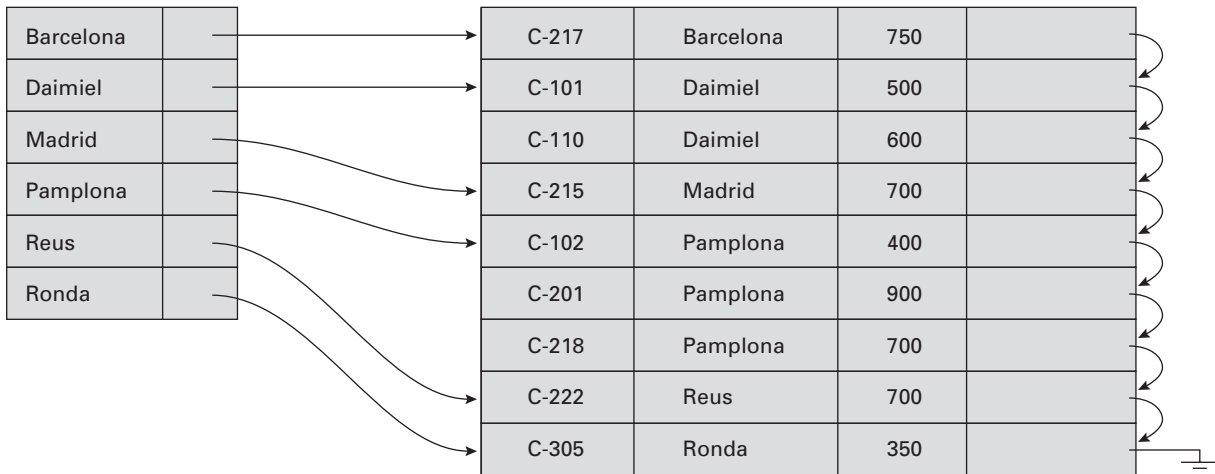 Barcelona
Daimiel
Madrid
Pamplona
Reus
Ronda
C-217 Barcelona 750
C-101 Daimiel 500
C-110 Daimiel 600
C-215 Madrid 700
C-102 Pamplona 400
C-201 Pamplona 900
C-218 Pamplona 700
C-222 Reus 700
C-305 Ronda 350